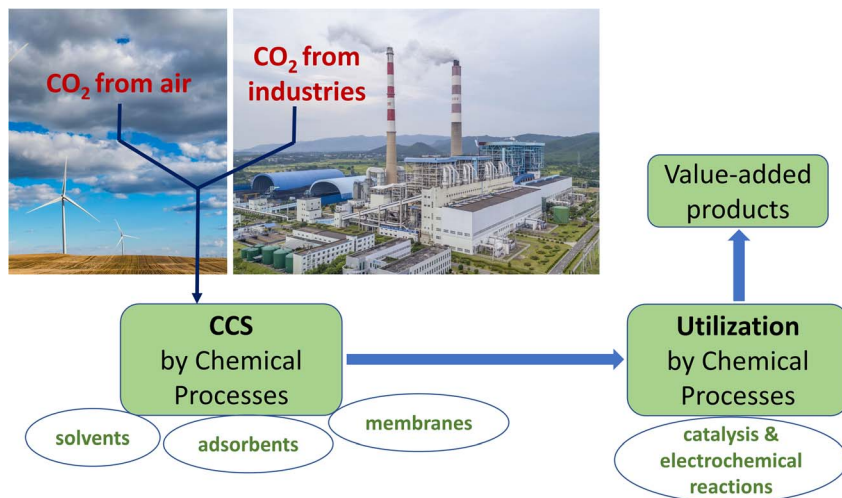 CO₂ from air
CO₂ from
industries
Value-added
products
CCS
by Chemical
Processes
Utilization
by Chemical
Processes
solvents
adsorbents
membranes
catalysis &
electrochemical
reactions